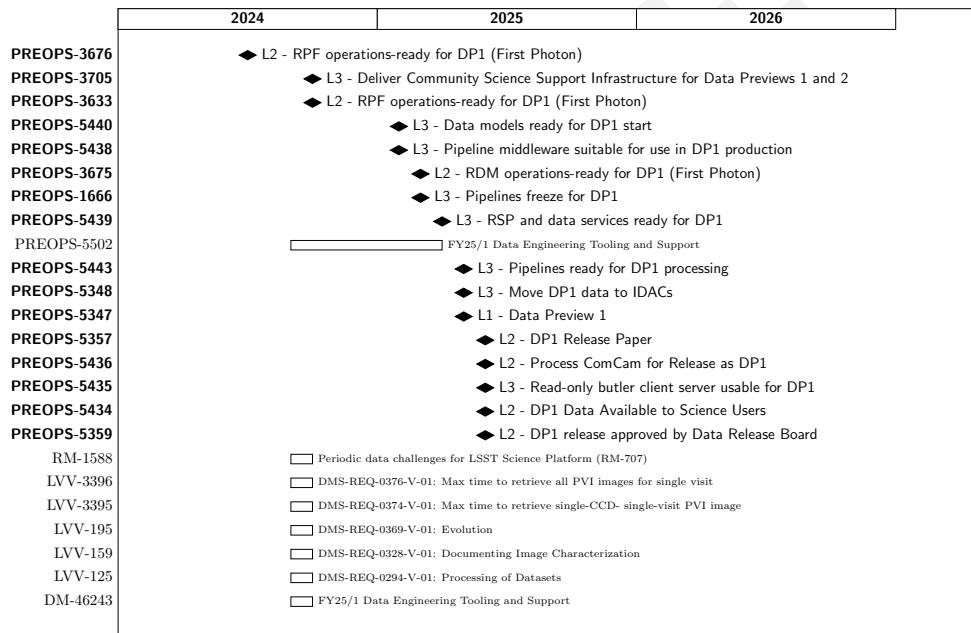 2024 2025 2026
PREOPS-3676 L2 - RPF operations-ready for DP1 (First Photon)
PREOPS-3705 L3 - Deliver Community Science Support Infrastructure for Data Previews 1 and 2
PREOPS-3633 L2 - RPF operations-ready for DP1 (First Photon)
PREOPS-5440 L3 - Data models ready for DP1 start
PREOPS-5438 L3 - Pipeline middleware suitable for use in DP1 production
PREOPS-3675 L2 - RDM operations-ready for DP1 (First Photon)
PREOPS-1666 L3 - Pipelines freeze for DP1
PREOPS-5439 L3 - RSP and data services ready for DP1
PREOPS-5502 FY25/1 Data Engineering Tooling and Support
PREOPS-5443 L3 - Pipelines ready for DP1 processing
PREOPS-5348 L3 - Move DP1 data to IDACs
PREOPS-5347 L1 - Data Preview 1
PREOPS-5357 L2 - DP1 Release Paper
PREOPS-5436 L2 - Process ComCam for Release as DP1
PREOPS-5435 L3 - Read-only butler client server usable for DP1
PREOPS-5434 L2 - DP1 Data Available to Science Users
PREOPS-5359 L2 - DP1 release approved by Data Release Board
RM-1588 Periodic data challenges for LSST Science Platform (RM-707)
LVV-3396 DMS-REQ-0376-V-01: Max time to retrieve all PVI images for single visit
LVV-3395 DMS-REQ-0374-V-01: Max time to retrieve single-CCD- single-visit PVI image
LVV-195 DMS-REQ-0369-V-01: Evolution
LVV-159 DMS-REQ-0328-V-01: Documenting Image Characterization
LVV-125 DMS-REQ-0294-V-01: Processing of Datasets
DM-46243 FY25/1 Data Engineering Tooling and Support